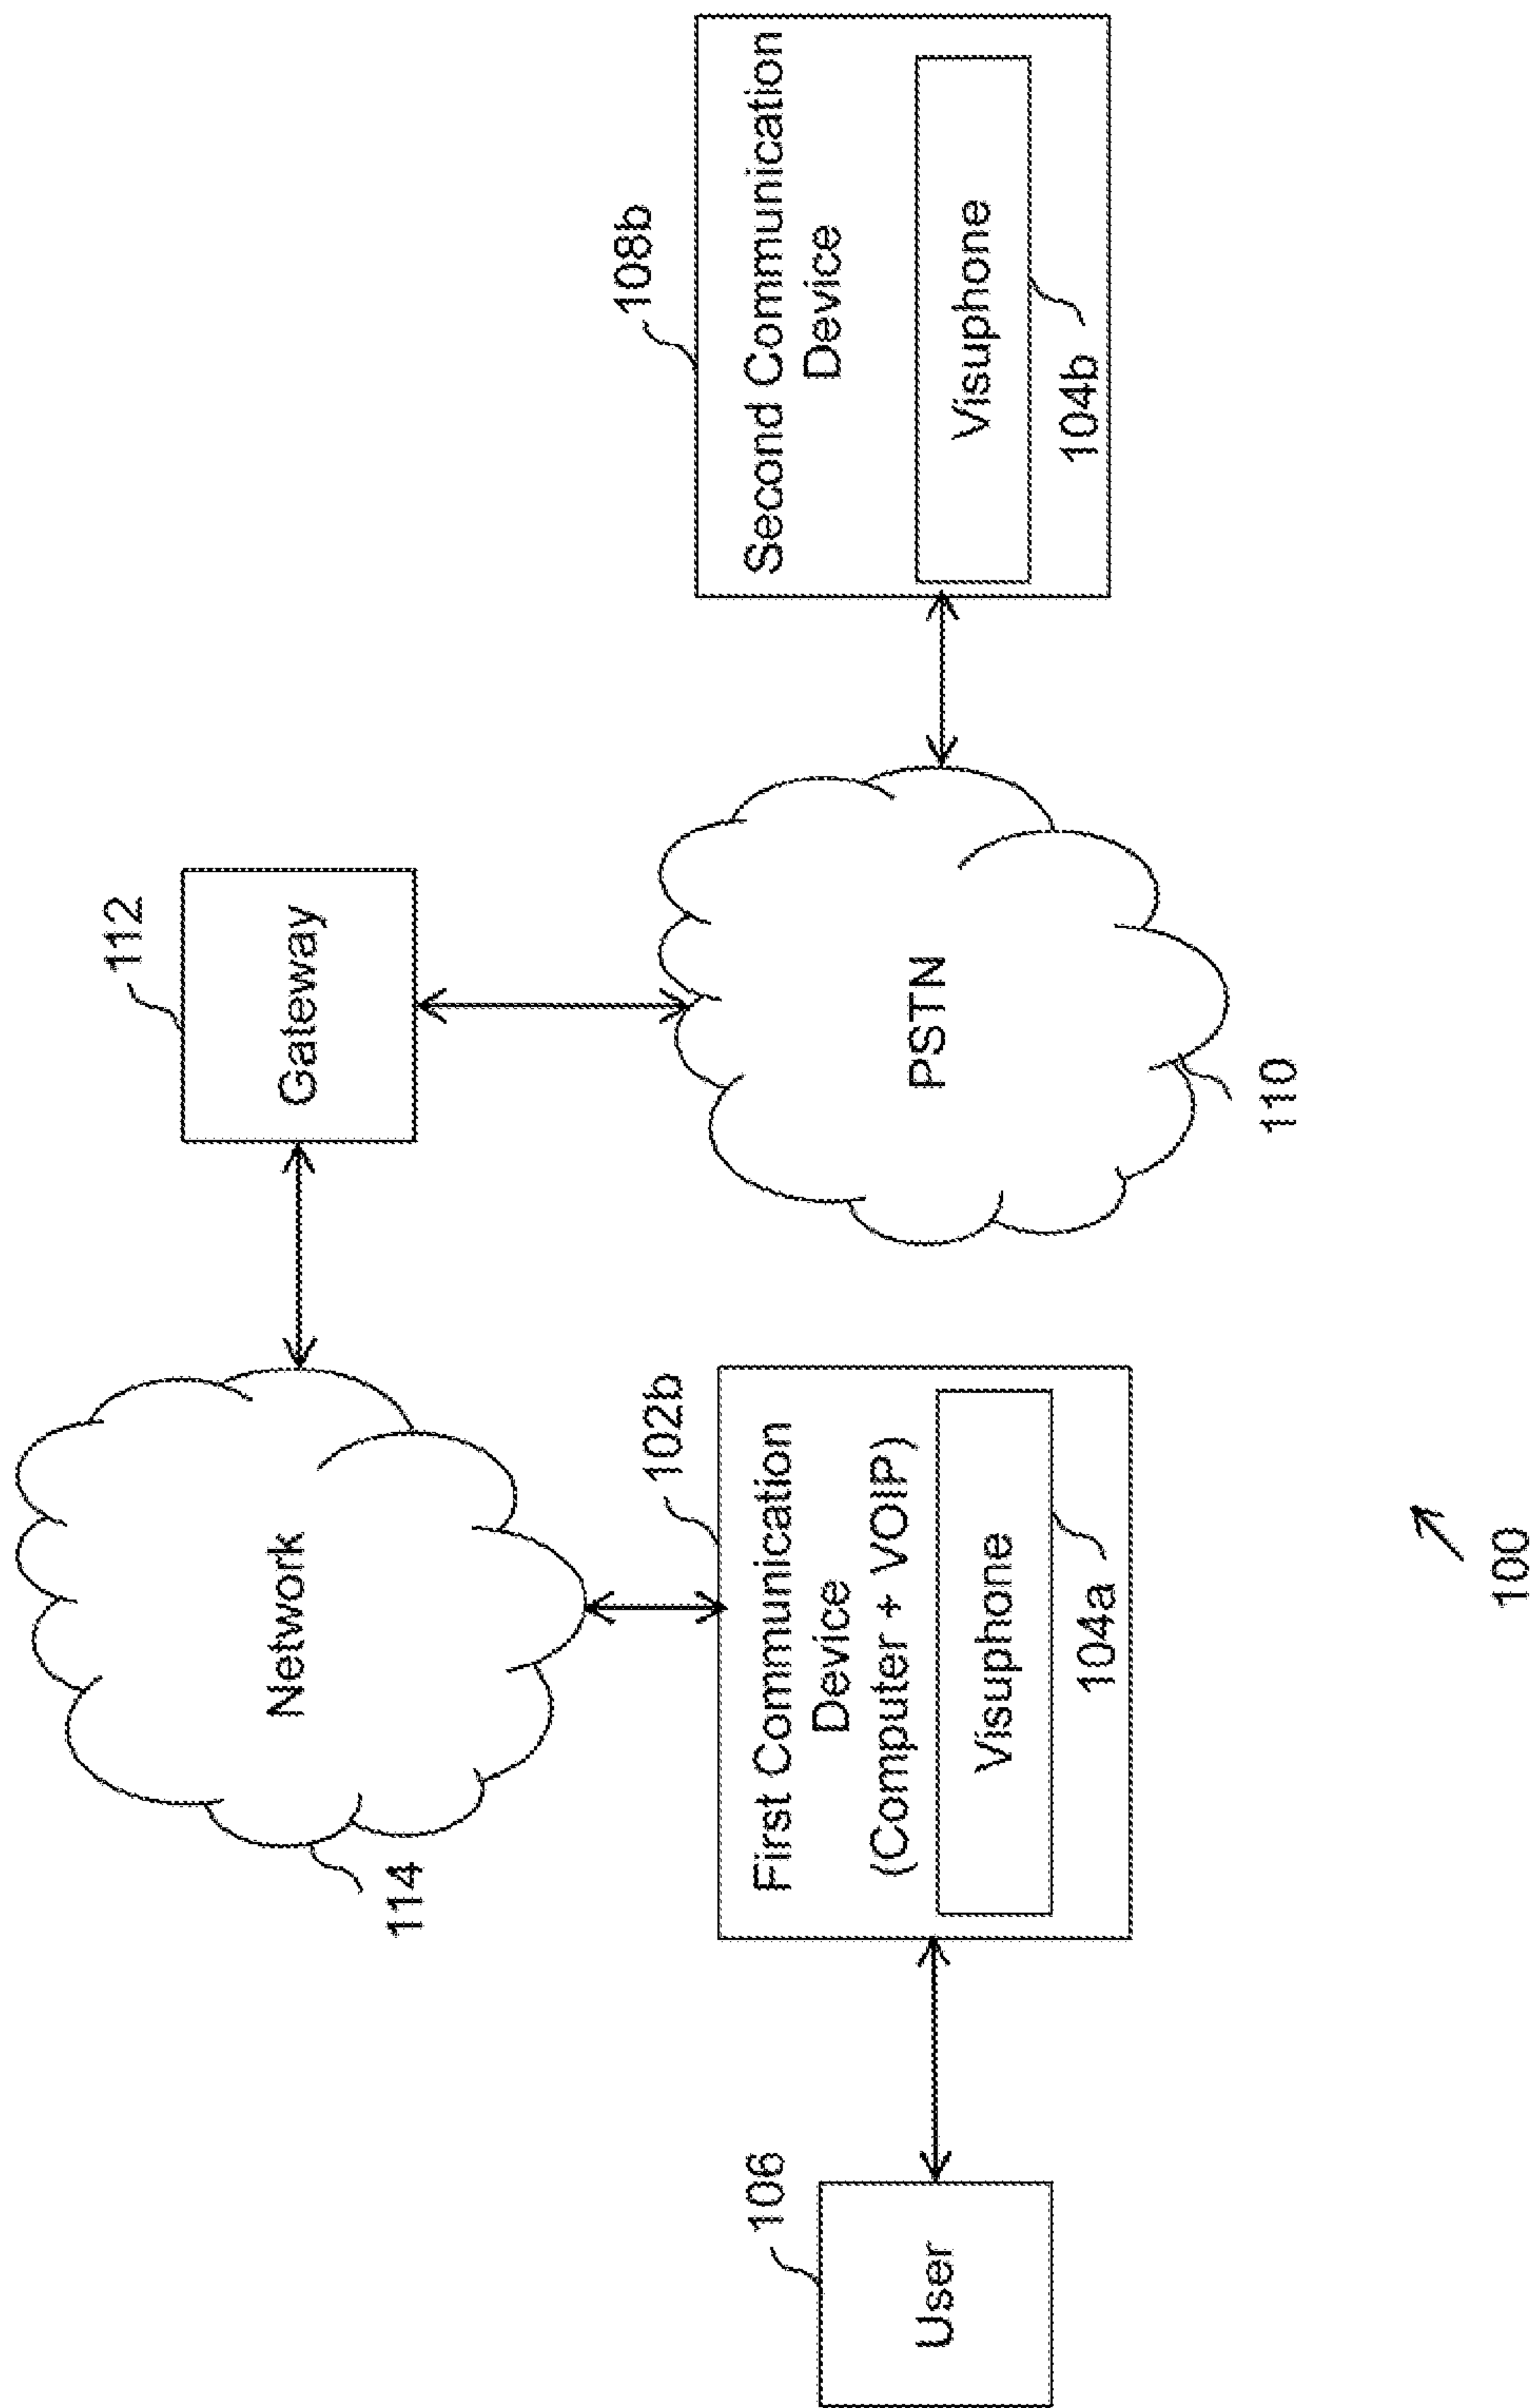 114
Network
112
Gateway
102b
First Communication
Device
(Computer + VOIP)
Visuphone
104a
106
User
PSTN
110
108b
Second Communication
Device
Visuphone
104b
100